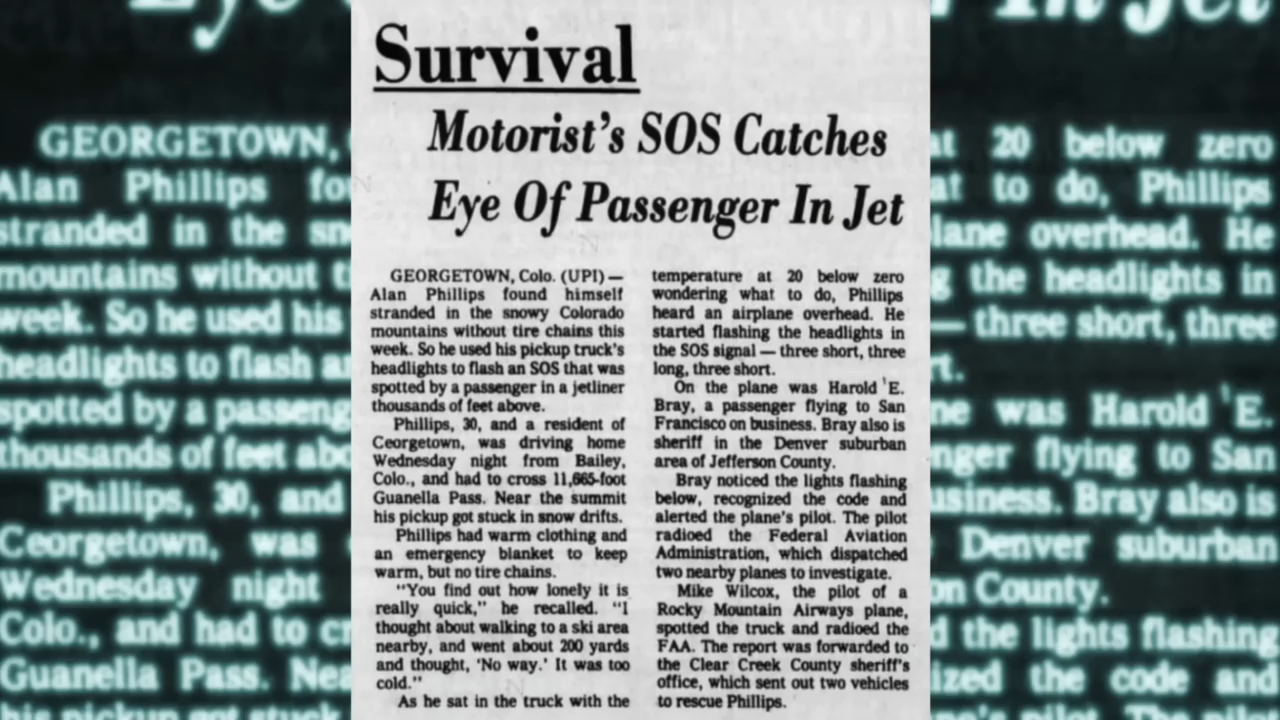 Survival
Motorist's SOS Catches
Eye Of Passenger In Jet
GEORGETOWN, Colo. (UPI) —
Alan Phillips found himself
stranded in the snowy Colorado
mountains without tire chains this
week. So he used his pickup truck's
headlights to flash an SOS that was
spotted by a passenger in a jetliner
thousands of feet above.
Phillips, 30, and a resident of
Georgetown, was driving home
Wednesday night from Bailey,
Colo., and had to cross 11,665-foot
Guanella Pass. Near the summit
his pickup got stuck in snow drifts.
Phillips had warm clothing and
an emergency blanket to keep
warm, but no tire chains.
"You find out how lonely it is
really quick," he recalled. "I
thought about walking to a ski area
nearby, and went about 200 yards
and thought, 'No way.' It was too
cold."
As he sat in the truck with the
temperature at 20 below zero
wondering what to do, Phillips
heard an airplane overhead. He
started flashing the headlights in
the SOS signal — three short, three
long, three short.
On the plane was Harold E.
Bray, a passenger flying to San
Francisco on business. Bray also is
sheriff in the Denver suburban
area of Jefferson County.
Bray noticed the lights flashing
below, recognized the code and
alerted the plane's pilot. The pilot
radioed the Federal Aviation
Administration, which dispatched
two nearby planes to investigate.
Mike Wilcox, the pilot of a
Rocky Mountain Airways plane,
spotted the truck and radioed the
FAA. The report was forwarded to
the Clear Creek County sheriff's
office, which sent out two vehicles
to rescue Phillips.